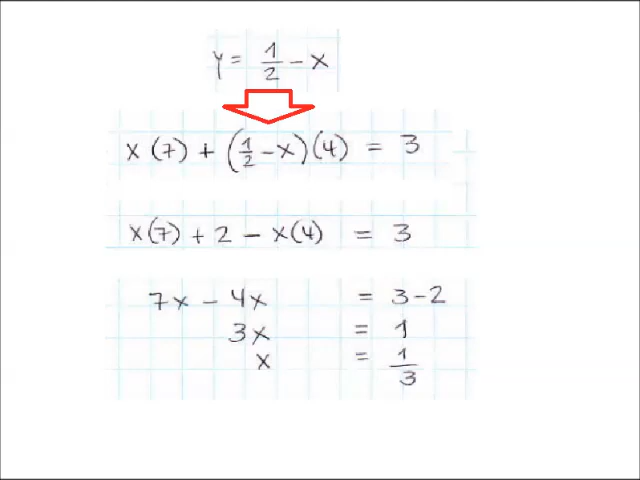 y = 1/2 - x
x(7) + (1/2 - x)(4) = 3
x(7) + 2 - x(4) = 3
7x - 4x = 3-2
3x = 1
x = 1/3